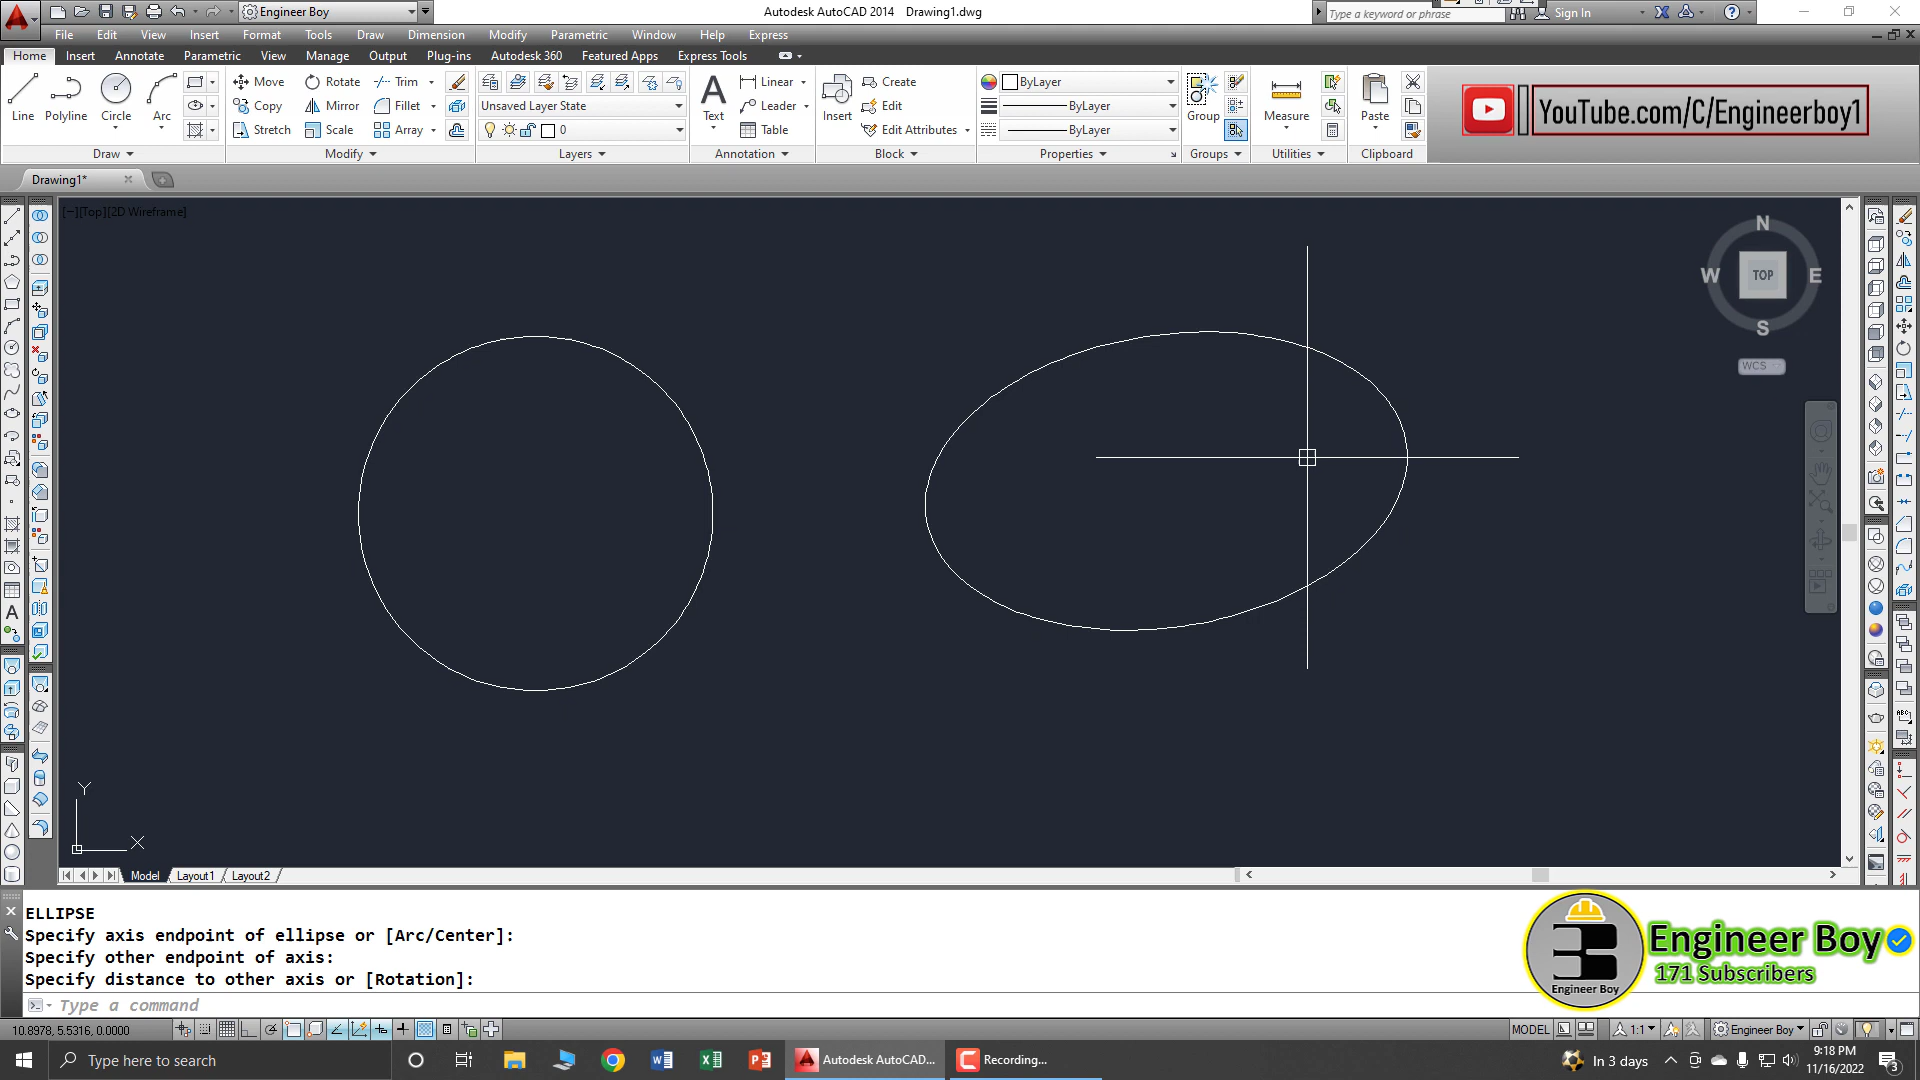 Engineer Boy
Autodesk AutoCAD 2014 Drawing1.dwg
Type a keyword or phrase
Sign In
File Edit View Insert Format Tools Draw Dimension Modify Parametric Window Help Express
Home Insert Annotate Parametric View Manage Output Plug-ins Autodesk 360 Featured Apps Express Tools
Line Polyline Circle Arc
Move Rotate Trim
Copy Mirror Fillet
Stretch Scale Array
Unsaved Layer State
0
Text
Linear
Leader
Table
Insert
Create
Edit
Edit Attributes
ByLayer
ByLayer
ByLayer
Group
Measure
Paste
Draw Modify Layers Annotation Block Properties Groups Utilities Clipboard
YouTube.com/C/Engineerboy1
Drawing1*
[−][Top][2D Wireframe]
N
W TOP E
S
WCS
Y
X
Model Layout1 Layout2
ELLIPSE
Specify axis endpoint of ellipse or [Arc/Center]:
Specify other endpoint of axis:
Specify distance to other axis or [Rotation]:
Type a command
Engineer Boy
Engineer Boy
171 Subscribers
10.8978, 5.5316, 0.0000
MODEL
1:1
Engineer Boy
Type here to search
Autodesk AutoCAD...
Recording...
In 3 days
9:18 PM
11/16/2022
3